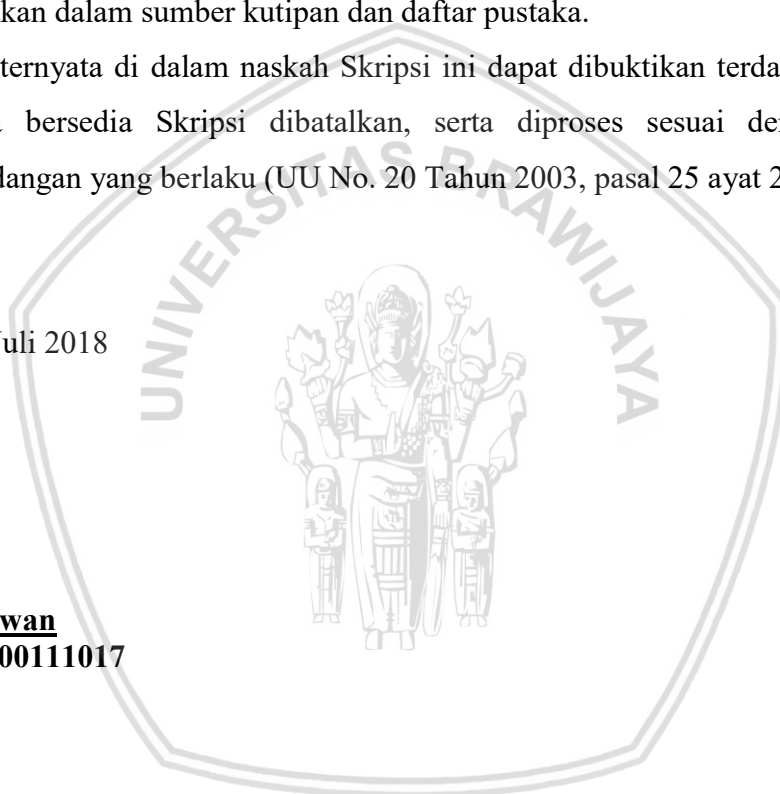 akan dalam sumber kutipan dan daftar pustaka.
ternyata di dalam naskah Skripsi ini dapat dibuktikan terda
bersedia Skripsi dibatalkan, serta diproses sesuai de
dangan yang berlaku (UU No. 20 Tahun 2003, pasal 25 ayat 2
UNIVERSITAS BRAWIJAYA
uli 2018
wan
00111017